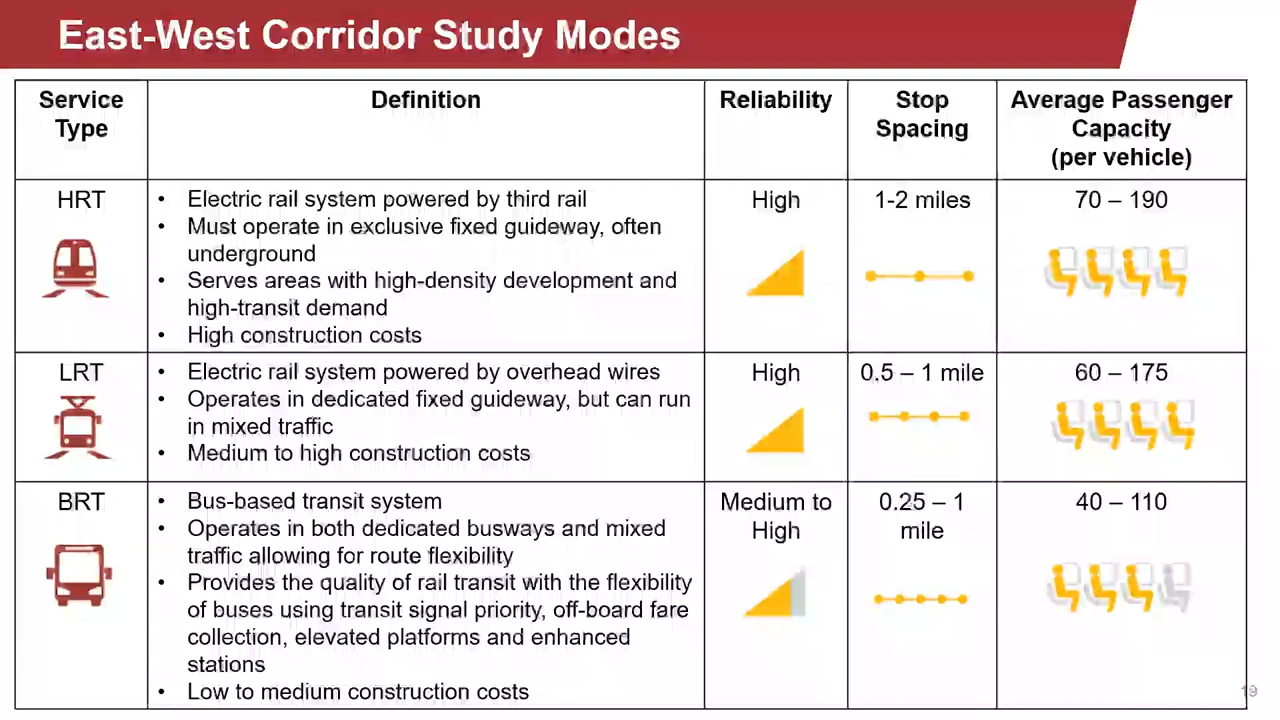 East-West Corridor Study Modes
Service
Type
Definition
Reliability
Stop
Spacing
Average Passenger
Capacity
(per vehicle)
HRT
• Electric rail system powered by third rail
• Must operate in exclusive fixed guideway, often
underground
• Serves areas with high-density development and
high-transit demand
• High construction costs
High
1-2 miles
70 – 190
LRT
• Electric rail system powered by overhead wires
• Operates in dedicated fixed guideway, but can run
in mixed traffic
• Medium to high construction costs
High
0.5 – 1 mile
60 – 175
BRT
• Bus-based transit system
• Operates in both dedicated busways and mixed
traffic allowing for route flexibility
• Provides the quality of rail transit with the flexibility
of buses using transit signal priority, off-board fare
collection, elevated platforms and enhanced
stations
• Low to medium construction costs
Medium to
High
0.25 – 1
mile
40 – 110
19